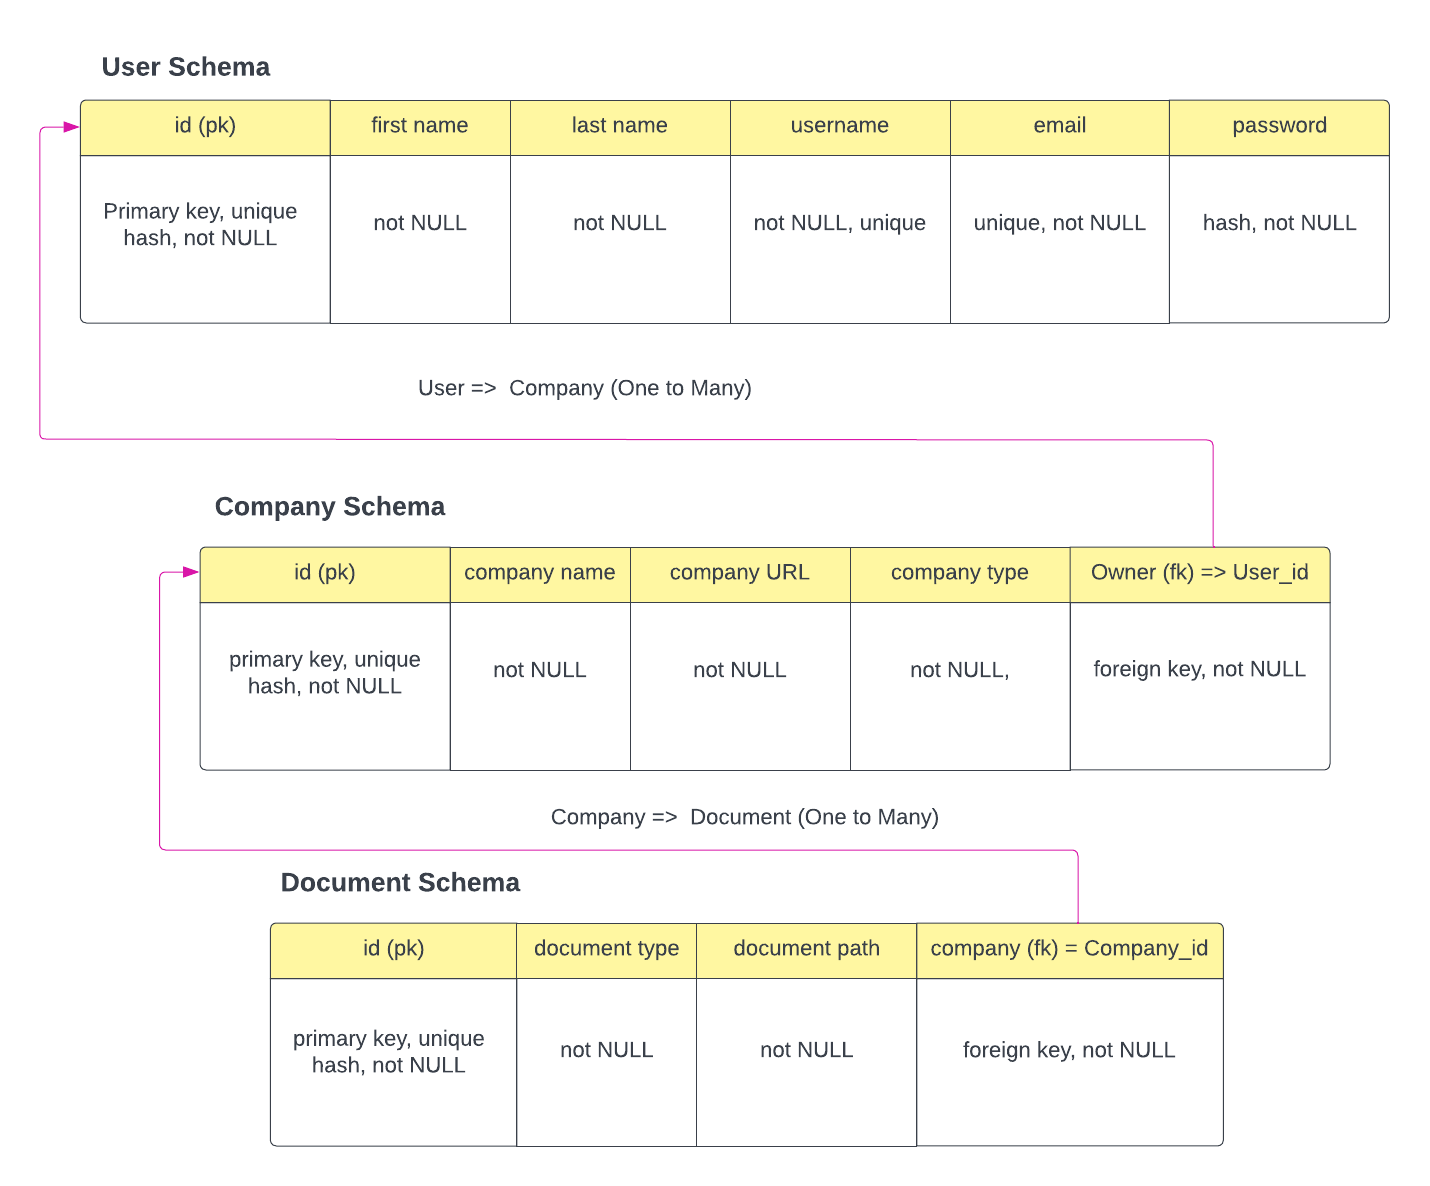 User Schema
id (pk) first name last name username email password
Primary key, unique
hash, not NULL
not NULL
not NULL
not NULL, unique
unique, not NULL
hash, not NULL
User =>  Company (One to Many)
Company Schema
id (pk) company name company URL company type Owner (fk) => User_id
primary key, unique
hash, not NULL
not NULL
not NULL
not NULL,
foreign key, not NULL
Company =>  Document (One to Many)
Document Schema
id (pk) document type document path company (fk) = Company_id
primary key, unique
hash, not NULL
not NULL
not NULL
foreign key, not NULL